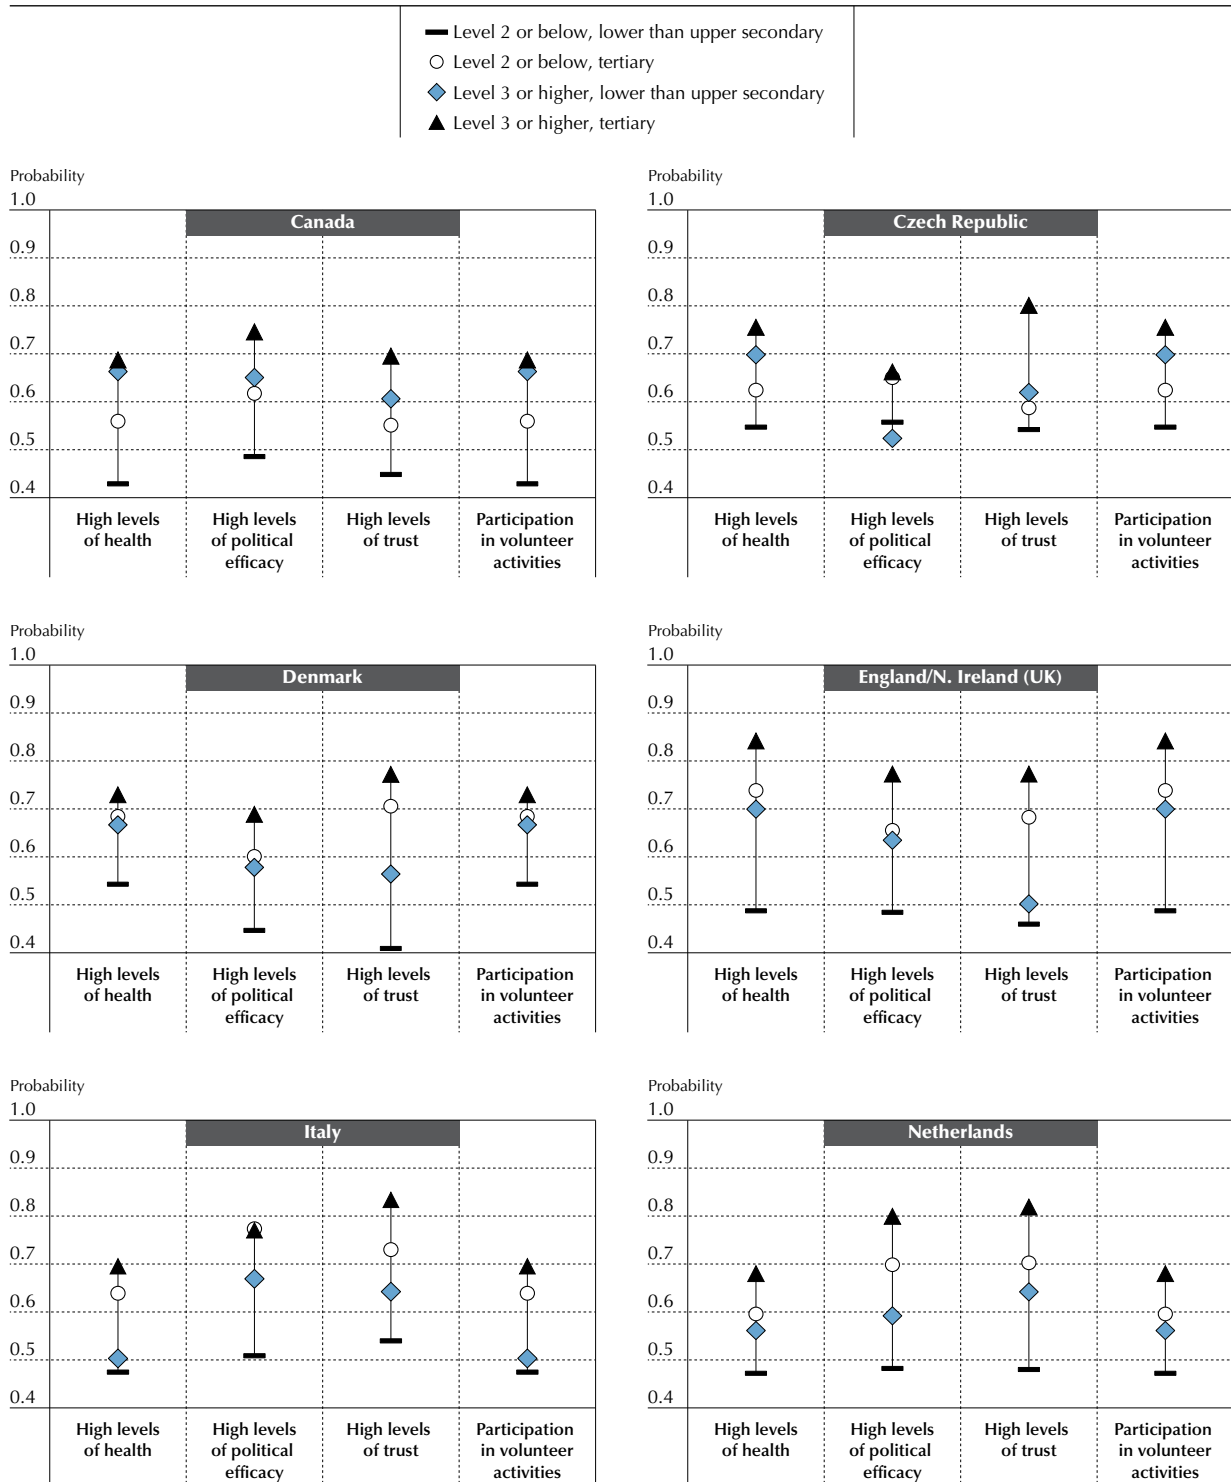 Level 2 or below, lower than upper secondary
Level 2 or below, tertiary
Level 3 or higher, lower than upper secondary
Level 3 or higher, tertiary
Probability
1.0
Canada
0.9
0.8
0.7
0.6
0.5
0.4
High levels
of health
High levels
of political
efficacy
High levels
of trust
Participation
in volunteer
activities
Probability
1.0
Czech Republic
0.9
0.8
0.7
0.6
0.5
0.4
High levels
of health
High levels
of political
efficacy
High levels
of trust
Participation
in volunteer
activities
Probability
1.0
Denmark
0.9
0.8
0.7
0.6
0.5
0.4
High levels
of health
High levels
of political
efficacy
High levels
of trust
Participation
in volunteer
activities
Probability
1.0
England/N. Ireland (UK)
0.9
0.8
0.7
0.6
0.5
0.4
High levels
of health
High levels
of political
efficacy
High levels
of trust
Participation
in volunteer
activities
Probability
1.0
Italy
0.9
0.8
0.7
0.6
0.5
0.4
High levels
of health
High levels
of political
efficacy
High levels
of trust
Participation
in volunteer
activities
Probability
1.0
Netherlands
0.9
0.8
0.7
0.6
0.5
0.4
High levels
of health
High levels
of political
efficacy
High levels
of trust
Participation
in volunteer
activities